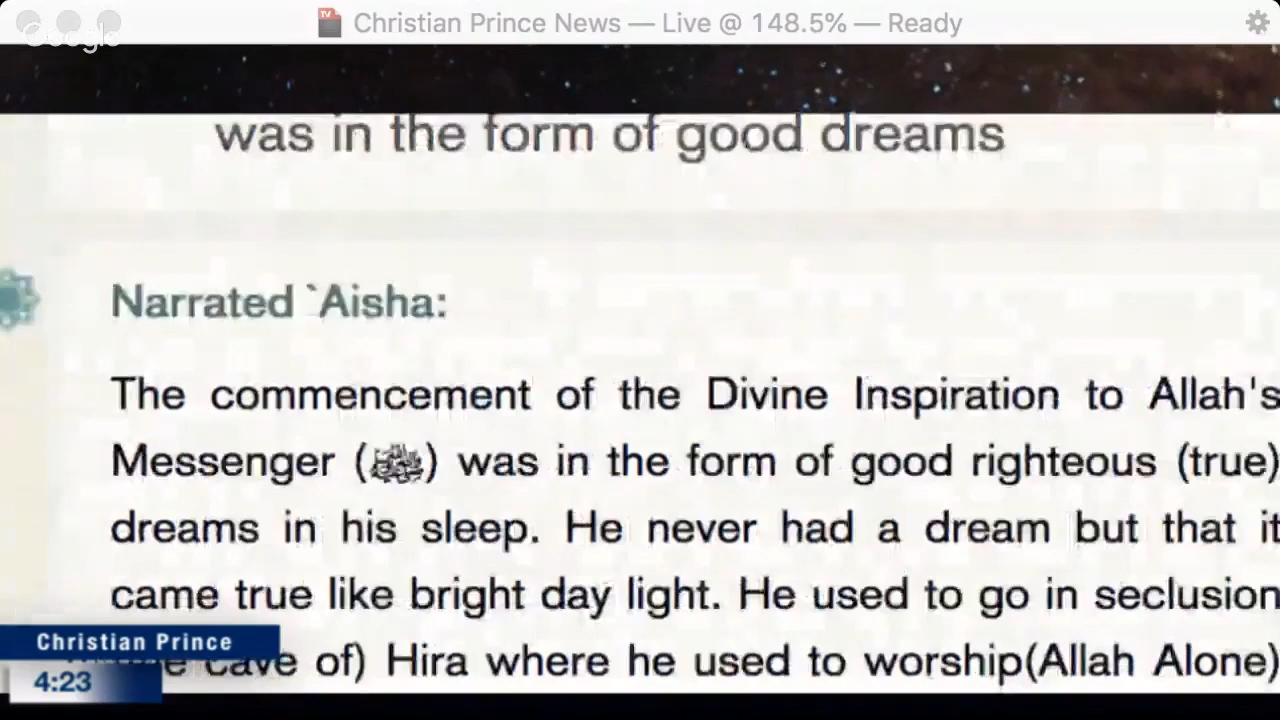 Christian Prince News — Live @ 148.5% — Ready
Google
was in the form of good dreams
Narrated `Aisha:
The commencement of the Divine Inspiration to Allah's
Messenger (ﷺ) was in the form of good righteous (true)
dreams in his sleep. He never had a dream but that it
came true like bright day light. He used to go in seclusion
cave of) Hira where he used to worship(Allah Alone)
Christian Prince
4:23